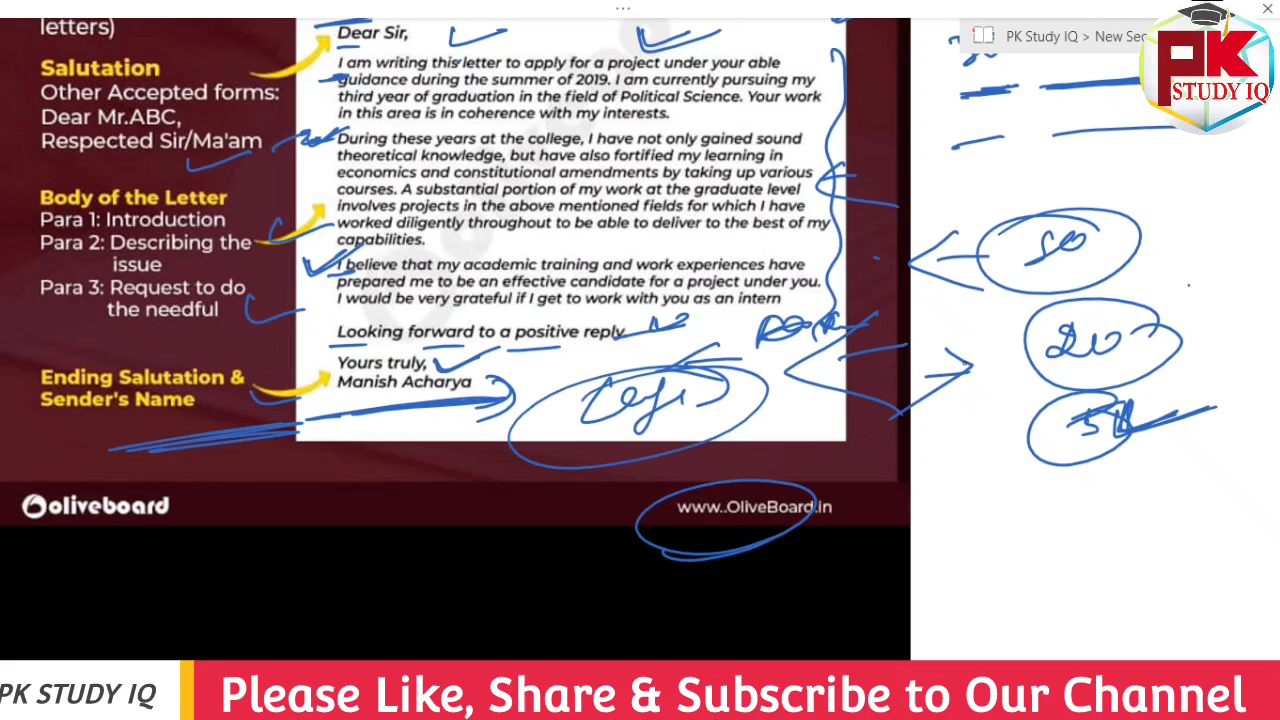 letters)
Salutation
Other Accepted forms:
Dear Mr.ABC,
Respected Sir/Ma'am
Body of the Letter
Para 1: Introduction
Para 2: Describing the
issue
Para 3: Request to do
the needful
Ending Salutation &
Sender's Name
Dear Sir,
I am writing this letter to apply for a project under your able
guidance during the summer of 2019. I am currently pursuing my
third year of graduation in the field of Political Science. Your work
in this area is in coherence with my interests.
During these years at the college, I have not only gained sound
theoretical knowledge, but have also fortified my learning in
economics and constitutional amendments by taking up various
courses. A substantial portion of my work at the graduate level
involves projects in the above mentioned fields for which I have
worked diligently throughout to be able to deliver to the best of my
capabilities.
I believe that my academic training and work experiences have
prepared me to be an effective candidate for a project under you.
I would be very grateful if I get to work with you as an intern
Looking forward to a positive reply
Yours truly,
Manish Acharya
oliveboard
www..OliveBoard.in
PK Study IQ > New Sec
PK
STUDY IQ
PK STUDY IQ
Please Like, Share & Subscribe to Our Channel